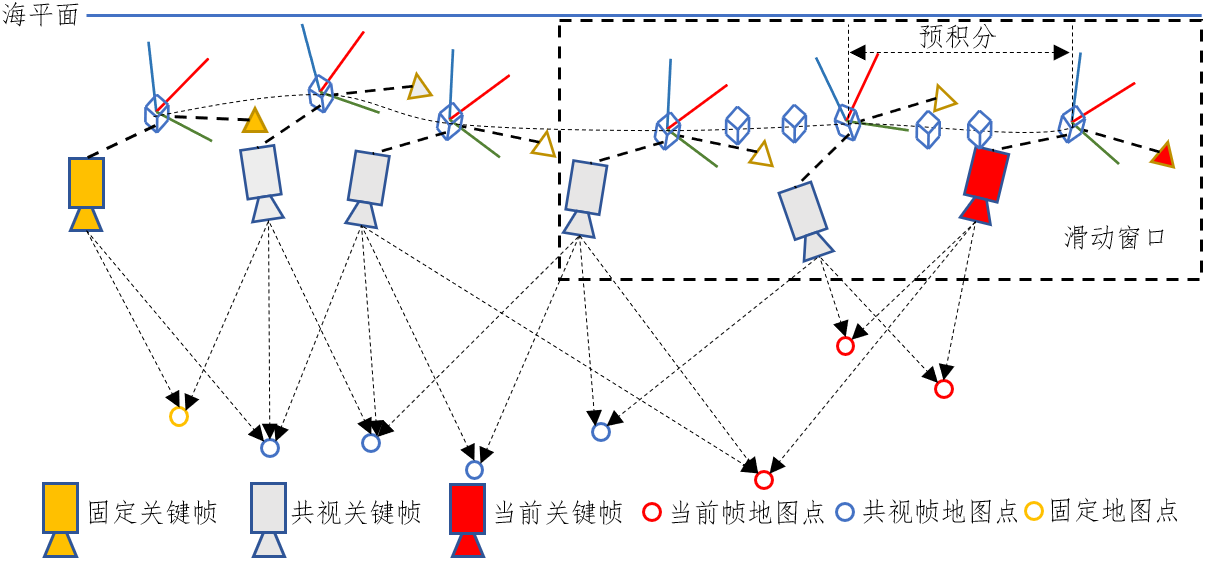 海平面
预积分
滑动窗口
固定关键帧
共视关键帧
当前关键帧
当前帧地图点
共视帧地图点
固定地图点